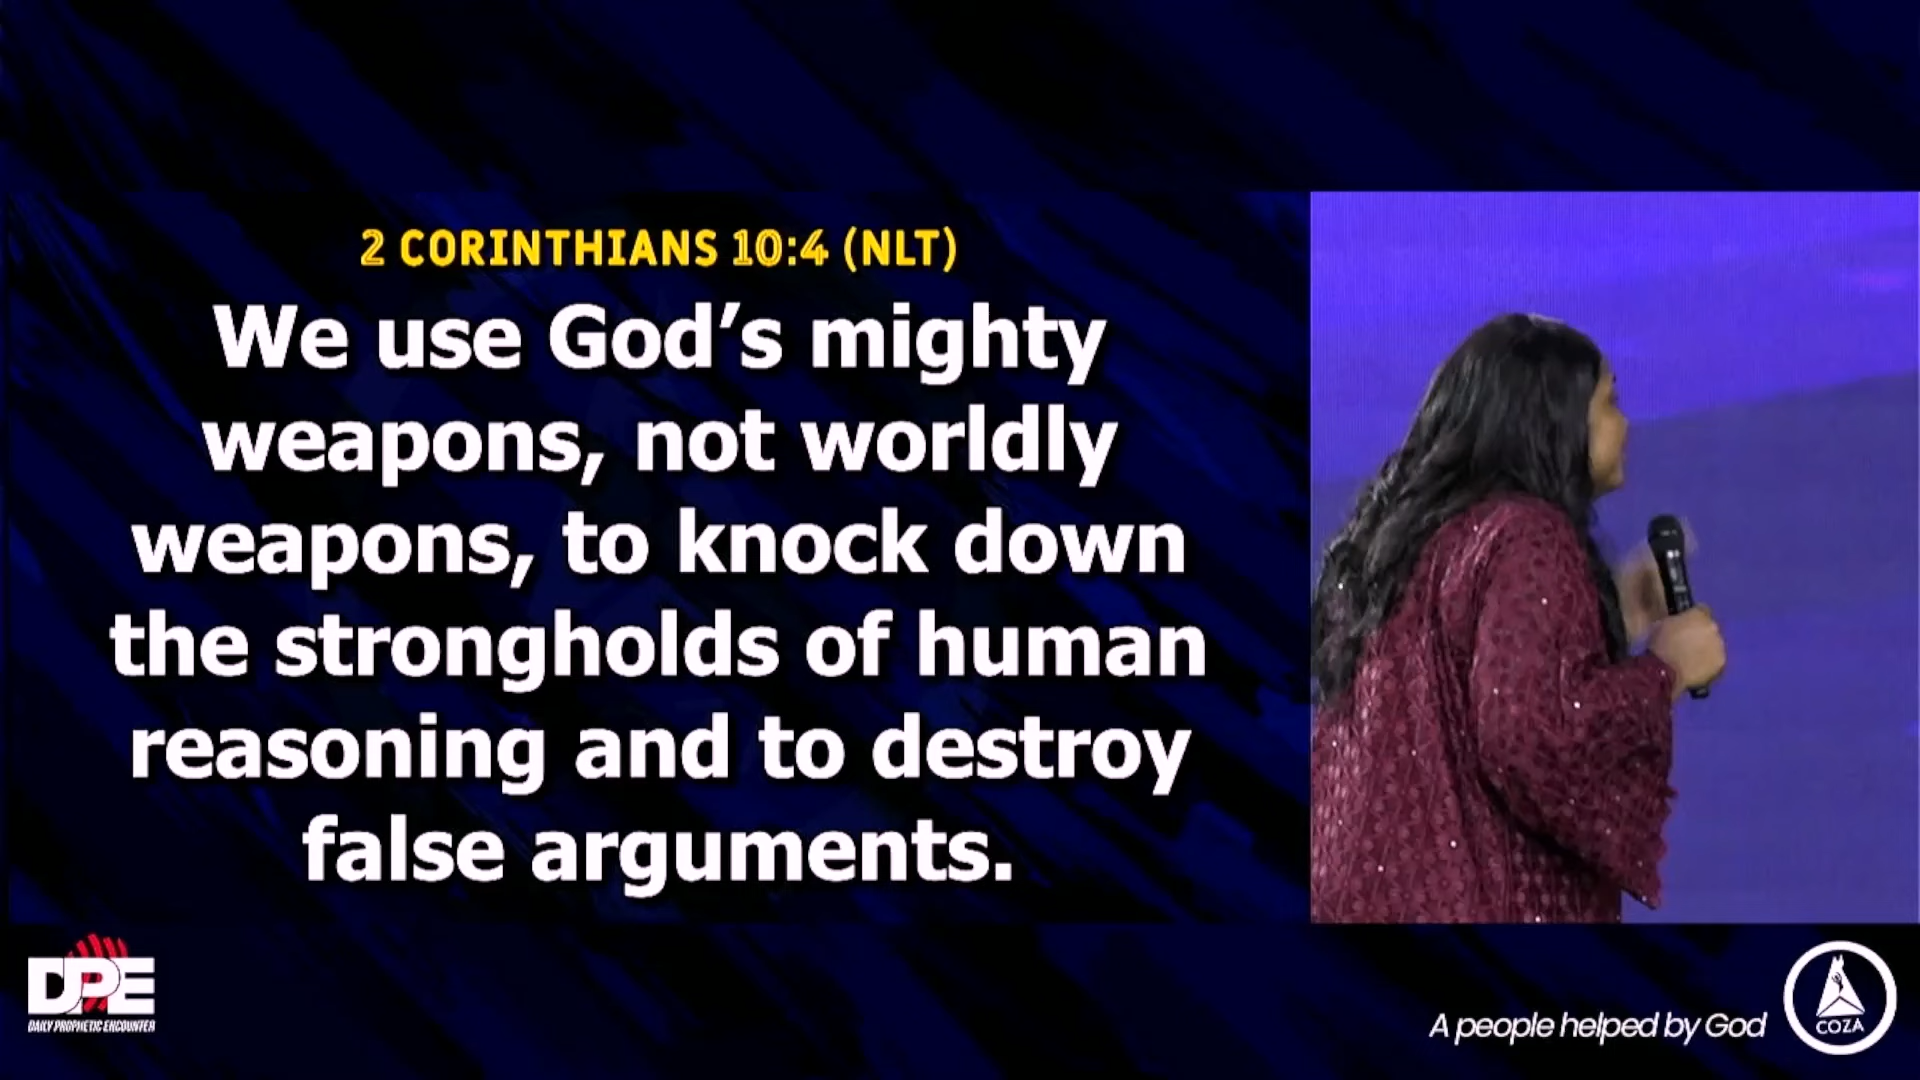 2 CORINTHIANS 10:4 (NLT)
We use God’s mighty
weapons, not worldly
weapons, to knock down
the strongholds of human
reasoning and to destroy
false arguments.
DPE
DAILY PROPHETIC ENCOUNTER
A people helped by God
COZA